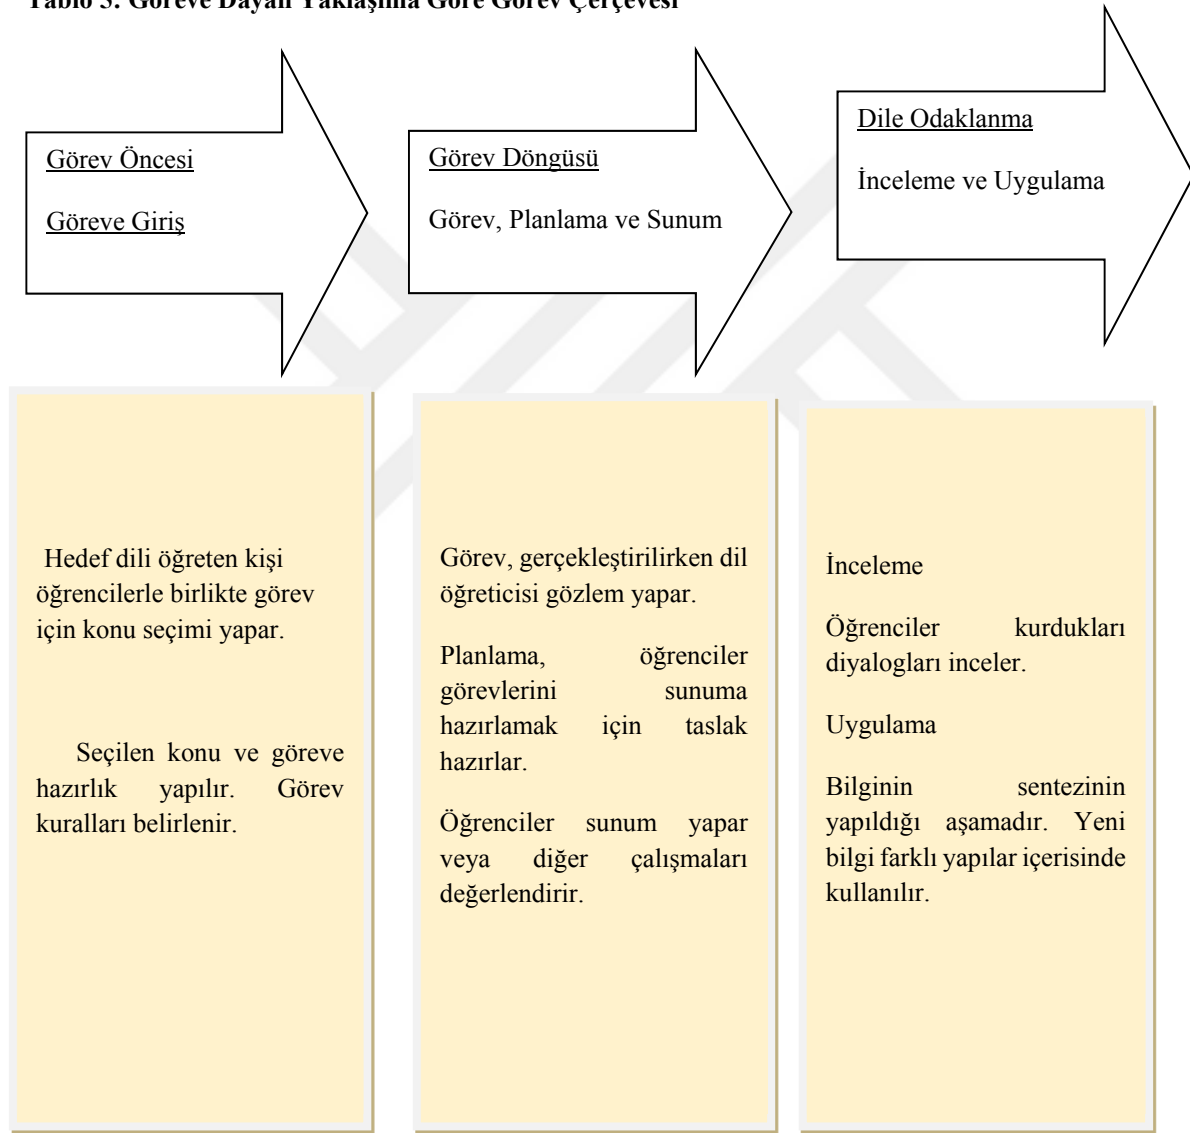 Tablo 3: Göreve Dayalı Yaklaşıma Göre Görev Çerçevesi
Görev Öncesi
Göreve Giriş
Görev Döngüsü
Görev, Planlama ve Sunum
Dile Odaklanma
İnceleme ve Uygulama
Hedef dili öğreten kişi
öğrencilerle birlikte görev
için konu seçimi yapar.
Seçilen konu ve göreve
hazırlık yapılır. Görev
kuralları belirlenir.
Görev, gerçekleştirilirken dil
öğreticisi gözlem yapar.
Planlama, öğrenciler
görevlerini sunuma
hazırlamak için taslak
hazırlar.
Öğrenciler sunum yapar
veya diğer çalışmaları
değerlendirir.
İnceleme
Öğrenciler kurdukları
diyalogları inceler.
Uygulama
Bilginin sentezinin
yapıldığı aşamadır. Yeni
bilgi farklı yapılar içerisinde
kullanılır.